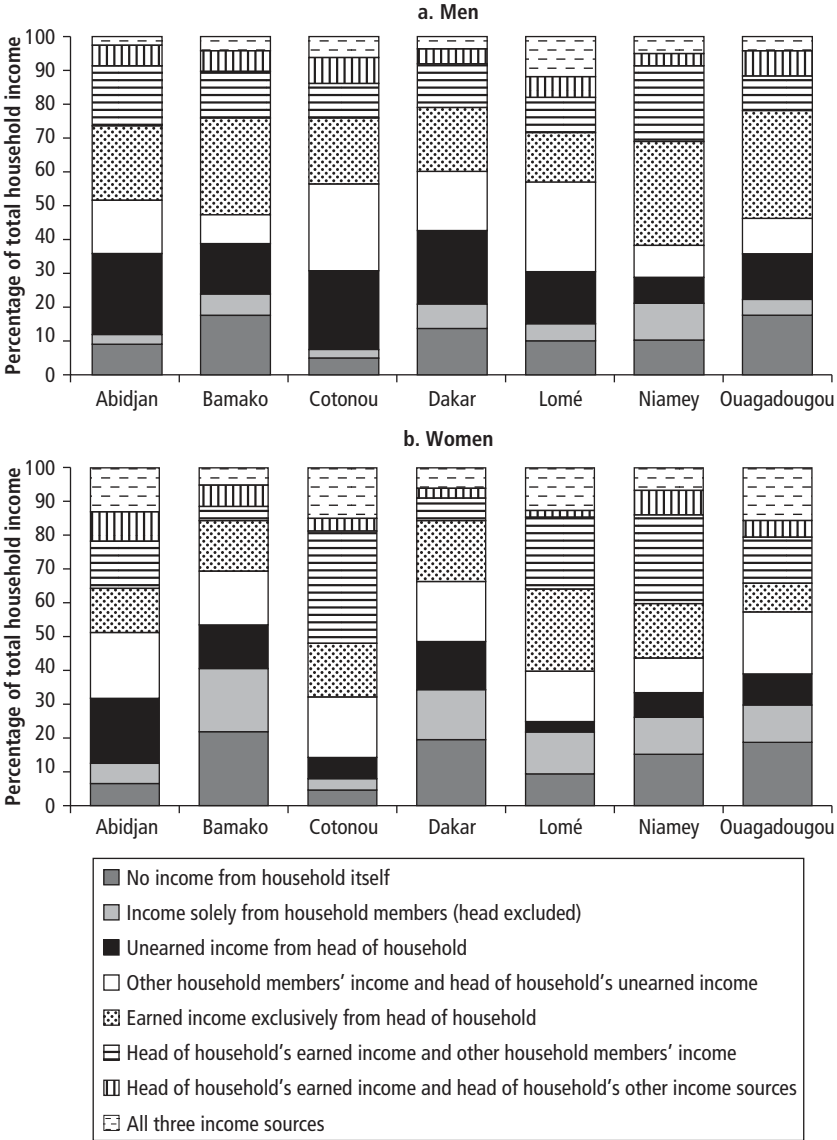 a. Men
Percentage of total household income
100
90
80
70
60
50
40
30
20
10
0
Abidjan Bamako Cotonou Dakar Lomé Niamey Ouagadougou
b. Women
Percentage of total household income
100
90
80
70
60
50
40
30
20
10
0
Abidjan Bamako Cotonou Dakar Lomé Niamey Ouagadougou
No income from household itself
Income solely from household members (head excluded)
Unearned income from head of household
Other household members' income and head of household's unearned income
Earned income exclusively from head of household
Head of household's earned income and other household members' income
Head of household's earned income and head of household's other income sources
All three income sources